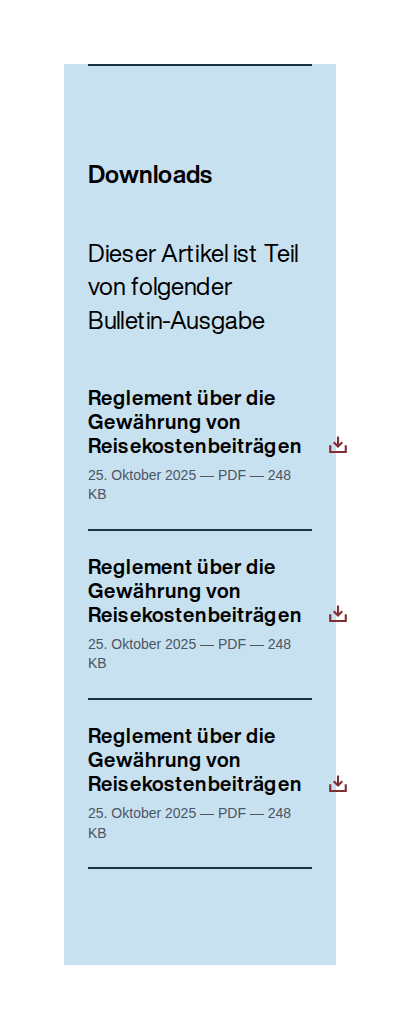 Downloads
Dieser Artikel ist Teil
von folgender
Bulletin-Ausgabe
Reglement über die
Gewährung von
Reisekostenbeiträgen
25. Oktober 2025 — PDF — 248
KB
Reglement über die
Gewährung von
Reisekostenbeiträgen
25. Oktober 2025 — PDF — 248
KB
Reglement über die
Gewährung von
Reisekostenbeiträgen
25. Oktober 2025 — PDF — 248
KB